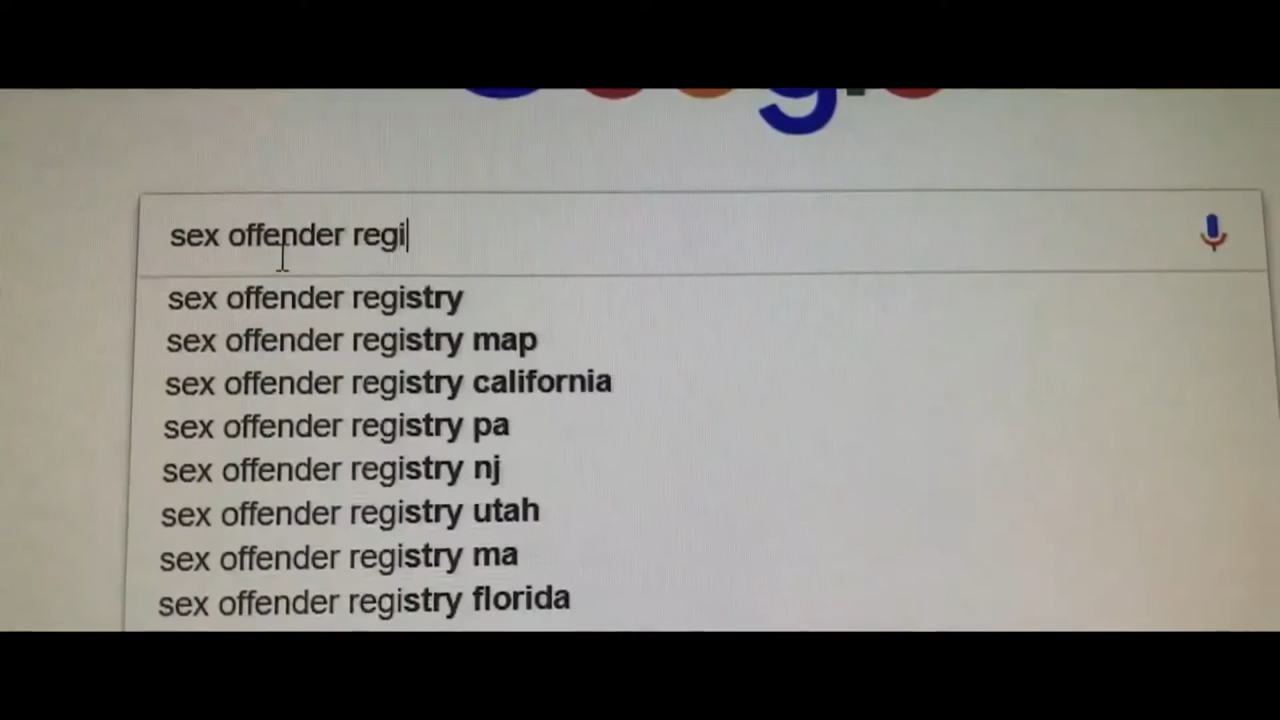 sex offender regi
sex offender registry
sex offender registry map
sex offender registry california
sex offender registry pa
sex offender registry nj
sex offender registry utah
sex offender registry ma
sex offender registry florida